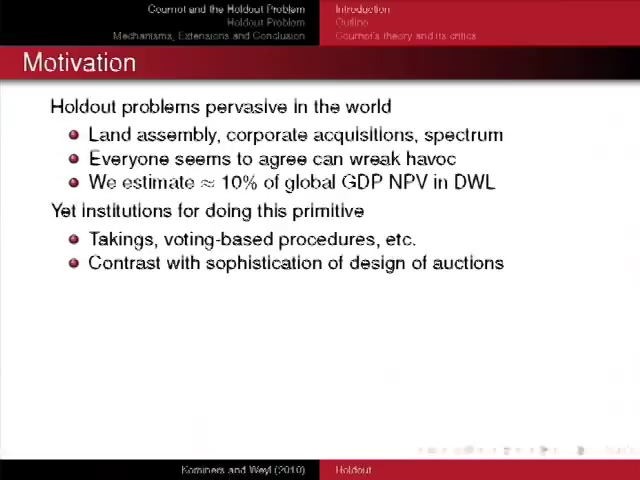 Cournot and the Holdout Problem
Holdout Problem
Mechanisms, Extensions and Conclusion
Introduction
Outline
Cournot's theory and its critics
Motivation
Holdout problems pervasive in the world
Land assembly, corporate acquisitions, spectrum
Everyone seems to agree can wreak havoc
We estimate ≈ 10% of global GDP NPV in DWL
Yet institutions for doing this primitive
Takings, voting-based procedures, etc.
Contrast with sophistication of design of auctions
Kominers and Weyl (2010)
Holdout